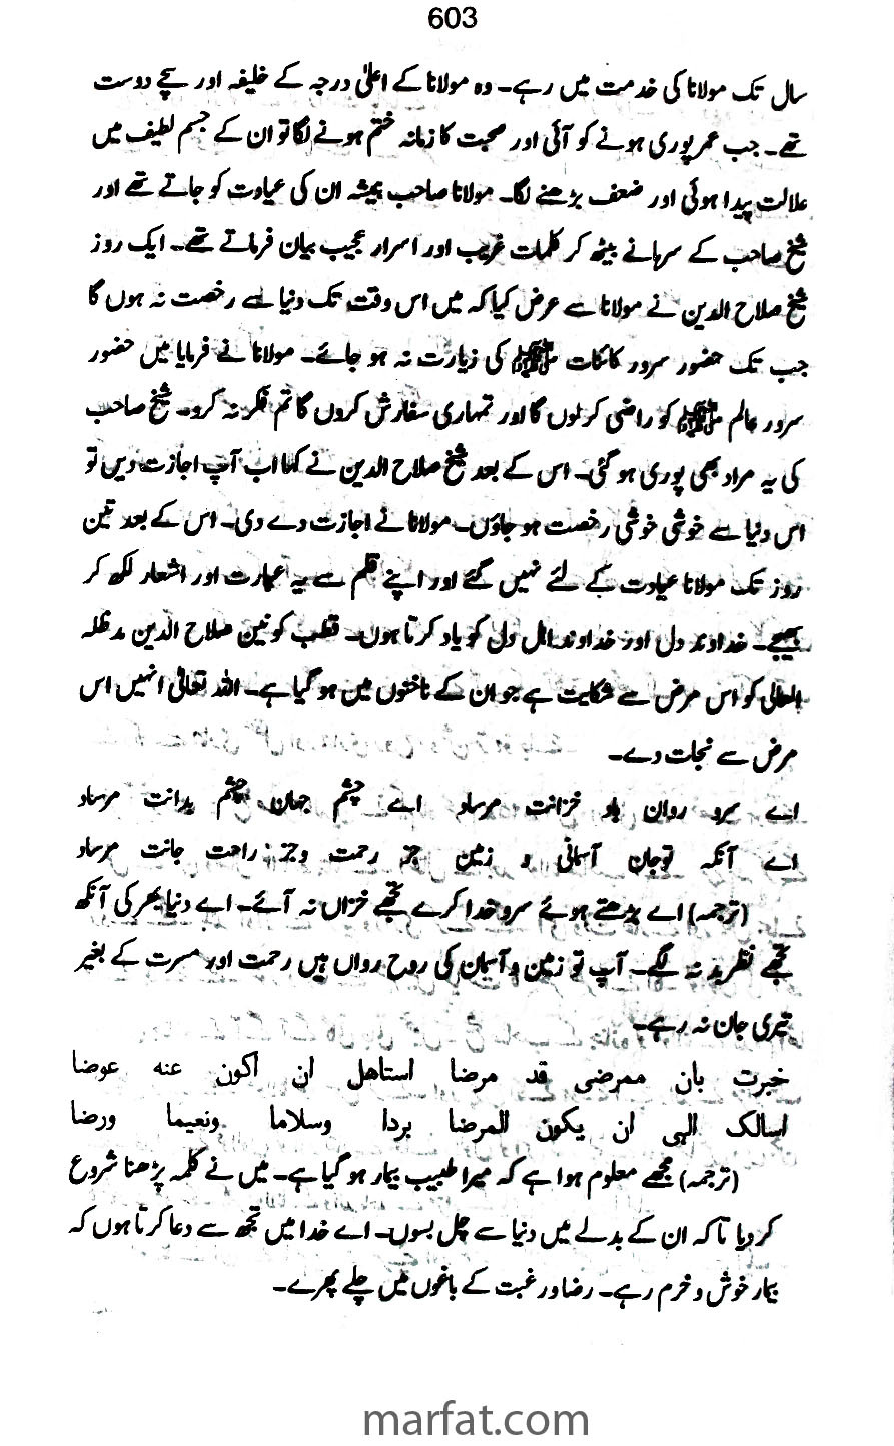 603
سال تک مولانا کی خدمت میں رہے۔ وہ مولانا کے اعلیٰ درجہ کے خلیفہ اور سچے دوست
تھے۔ جب عمر پوری ہونے کو آئی اور صحبت کا زمانہ ختم ہونے لگا تو ان کے جسم لطیف میں
علالت پیدا ہوئی اور ضعف بڑھنے لگا۔ مولانا صاحب ہمیشہ ان کی عیادت کو جاتے تھے اور
شیخ صاحب کے سرہانے بیٹھ کر کلمات غریب اور اسرار عجیب بیان فرماتے تھے۔ ایک روز
شیخ صلاح الدین نے مولانا سے عرض کیا کہ میں اس وقت تک دنیا سے رخصت نہ ہوں گا
جب تک حضور سرور کائنات ﷺ کی زیارت نہ ہو جائے۔ مولانا نے فرمایا میں حضور
سرور عالم ﷺ کو راضی کرلوں گا اور تمہاری سفارش کروں گا تم فکر نہ کرو۔ شیخ صاحب
کی یہ مراد بھی پوری ہو گئی۔ اس کے بعد شیخ صلاح الدین نے کہا اب آپ اجازت دیں تو
اس دنیا سے خوشی خوشی رخصت ہو جاؤں۔ مولانا نے اجازت دے دی۔ اس کے بعد تین
روز تک مولانا عیادت کے لئے نہیں گئے اور اپنے قلم سے یہ عبارت اور اشعار لکھ کر
بھیجے۔ خداوند دل اور خداوند اہل دل کو یاد کرتا ہوں۔ قطب کونین صلاح الدین مدظلہ
العالی کو اس مرض سے شکایت ہے جو ان کے ناخنوں میں ہو گیا ہے۔ اللہ تعالیٰ انہیں اس
مرض سے نجات دے۔
اے سرو روان باد خزانت مرساد اے چشم جهان چشم بدانت مرساد
اے آنکہ توجان آسمانی و زمین جز رحمت وجز راحت جانت مرساد
(ترجمہ) اے بڑھتے ہوئے سرو خدا کرے تجھے خزاں نہ آئے۔ اے دنیا بھر کی آنکھ
تجھے نظر بد نہ لگے۔ آپ تو زمین و آسمان کی روح رواں ہیں رحمت اور مسرت کے بغیر
تیری جان نہ رہے۔
خبرت بان ممرضی قد مرضا استاهل ان اکون عنه عوضا
اسالک الہی ان یکون المرضا بردا وسلاما ونعیما ورضا
(ترجمہ) مجھے معلوم ہوا ہے کہ میرا طبیب بیمار ہو گیا ہے۔ میں نے کلمہ پڑھنا شروع
کر دیا تاکہ ان کے بدلے میں دنیا سے چل بسوں۔ اے خدا میں تجھ سے دعا کرتا ہوں کہ
بیمار خوش و خرم رہے۔ رضا ورغبت کے باغوں میں چلے پھرے۔
marfat.com